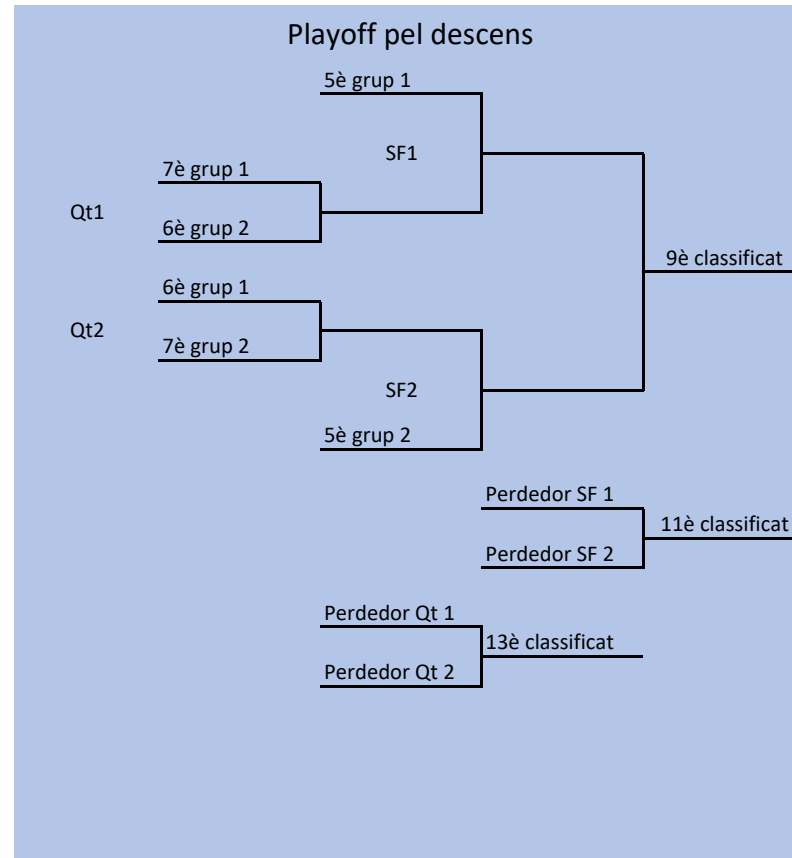 Playoff pel descens
5è grup 1
SF1
7è grup 1
Qt1
6è grup 2
9è classificat
6è grup 1
Qt2
7è grup 2
SF2
5è grup 2
Perdedor SF 1
11è classificat
Perdedor SF 2
Perdedor Qt 1
13è classificat
Perdedor Qt 2